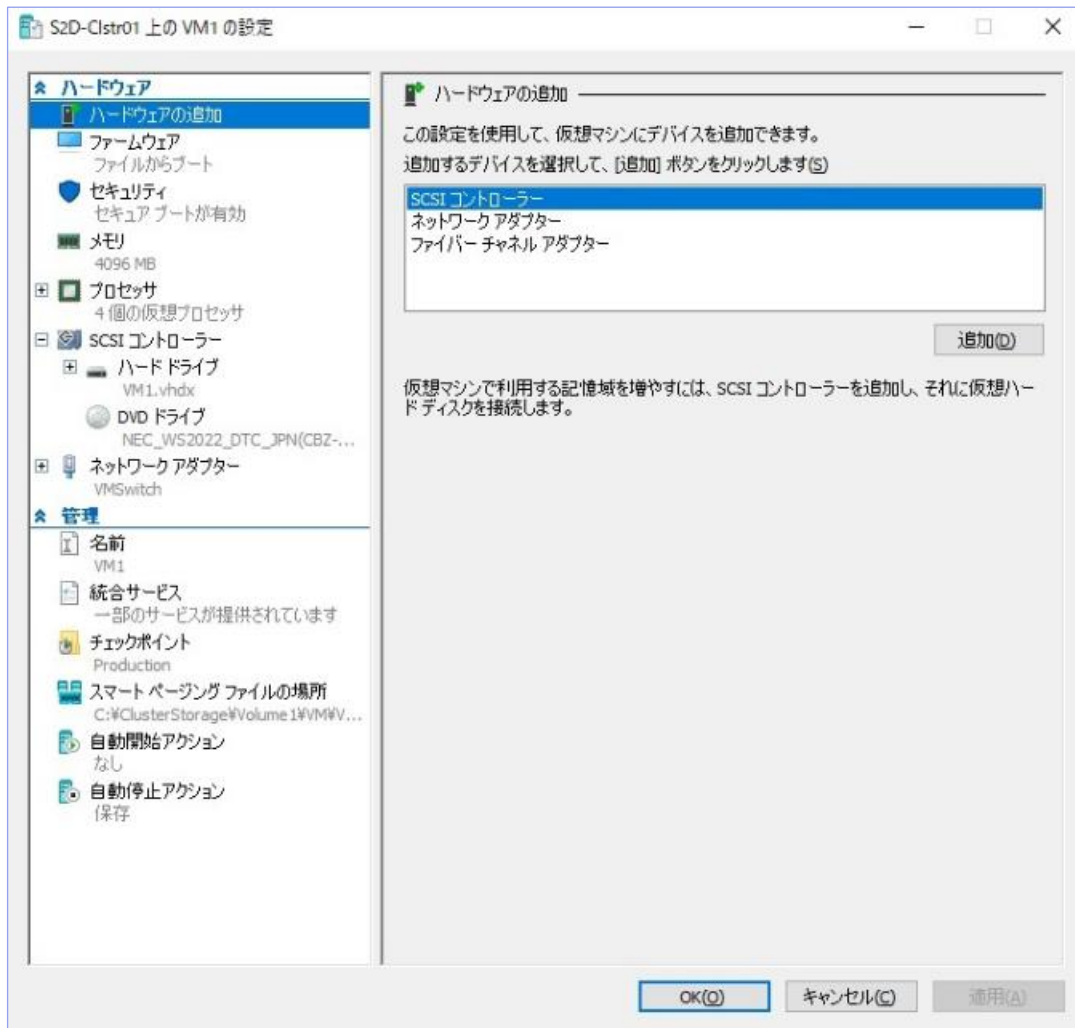 S2D-Clstr01 上の VM1 の設定
ハードウェア
ハードウェアの追加
ファームウェア
ファイルからブート
セキュリティ
セキュア ブートが有効
メモリ
4096 MB
プロセッサ
4 個の仮想プロセッサ
SCSI コントローラー
ハード ドライブ
VM1.vhdx
DVD ドライブ
NEC_WS2022_DTC_JPN(CBZ-...
ネットワーク アダプター
VMSwitch
管理
名前
VM1
統合サービス
一部のサービスが提供されています
チェックポイント
Production
スマート ページング ファイルの場所
C:¥ClusterStorage¥Volume1¥VM¥V...
自動開始アクション
なし
自動停止アクション
保存
ハードウェアの追加
この設定を使用して、仮想マシンにデバイスを追加できます。
追加するデバイスを選択して、[追加] ボタンをクリックします(S)
SCSI コントローラー
ネットワーク アダプター
ファイバー チャネル アダプター
追加(D)
仮想マシンで利用する記憶域を増やすには、SCSI コントローラーを追加し、それに仮想ハー
ド ディスクを接続します。
OK(O)
キャンセル(C)
適用(A)